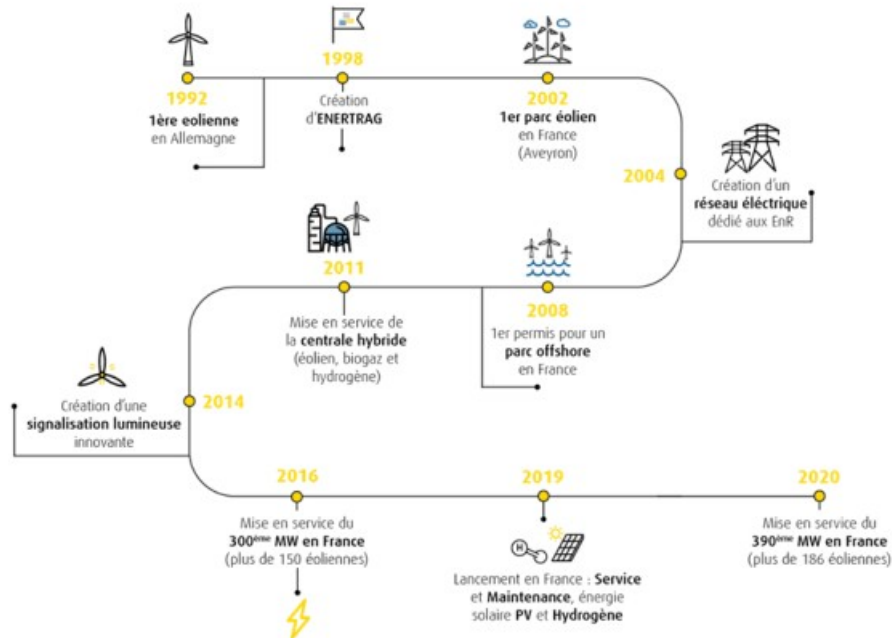 1992
1ère eolienne
en Allemagne
1998
Création
d'ENERTRAG
2002
1er parc éolien
en France
(Aveyron)
2004
Création d'un
réseau éléctrique
dédié aux EnR
2008
1er permis pour un
parc offshore
en France
2011
Mise en service de
la centrale hybride
(éolien, biogaz et
hydrogène)
2014
Création d'une
signalisation lumineuse
innovante
2016
Mise en service du
300ème MW en France
(plus de 150 éoliennes)
2019
H
Lancement en France : Service
et Maintenance, énergie
solaire PV et Hydrogène
2020
Mise en service du
390ème MW en France
(plus de 186 éoliennes)